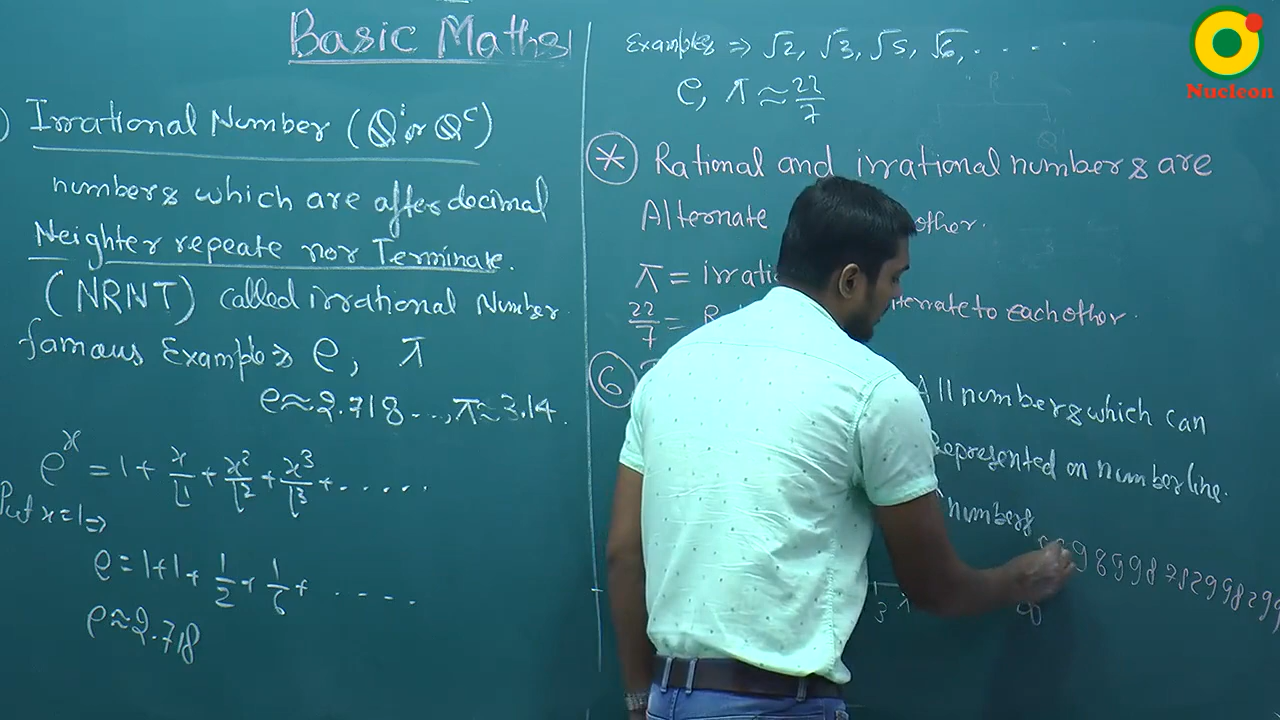 Basic Maths
Irrational Number (Q' or Q^c)
numbers which are after decimal
Neighter repeate nor Terminate.
(NRNT) called irrational Number
famous Examples e, π
e≈2.718..., π≈3.14.
e^x = 1 + x/⌊1 + x²/⌊2 + x³/⌊3 + .....
Put x=1⇒
e = 1+1+ 1/2 + 1/6 + ....
e≈2.718
Examples ⇒ √2, √3, √5, √6, .....
e, π ≈ 22/7
(*) Rational and irrational numbers are
Alternate other.
π = irratio
22/7 = R ternate to each other.
(6) All numbers which can
Represented on number line.
numbers
3 π
Nucleon